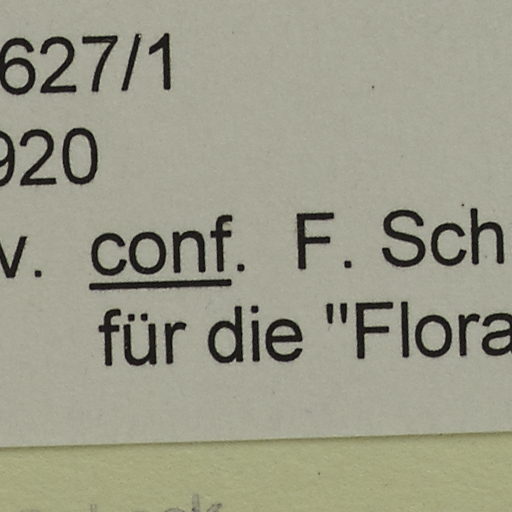 627/1
920
v. conf. F. Sch
für die "Flora